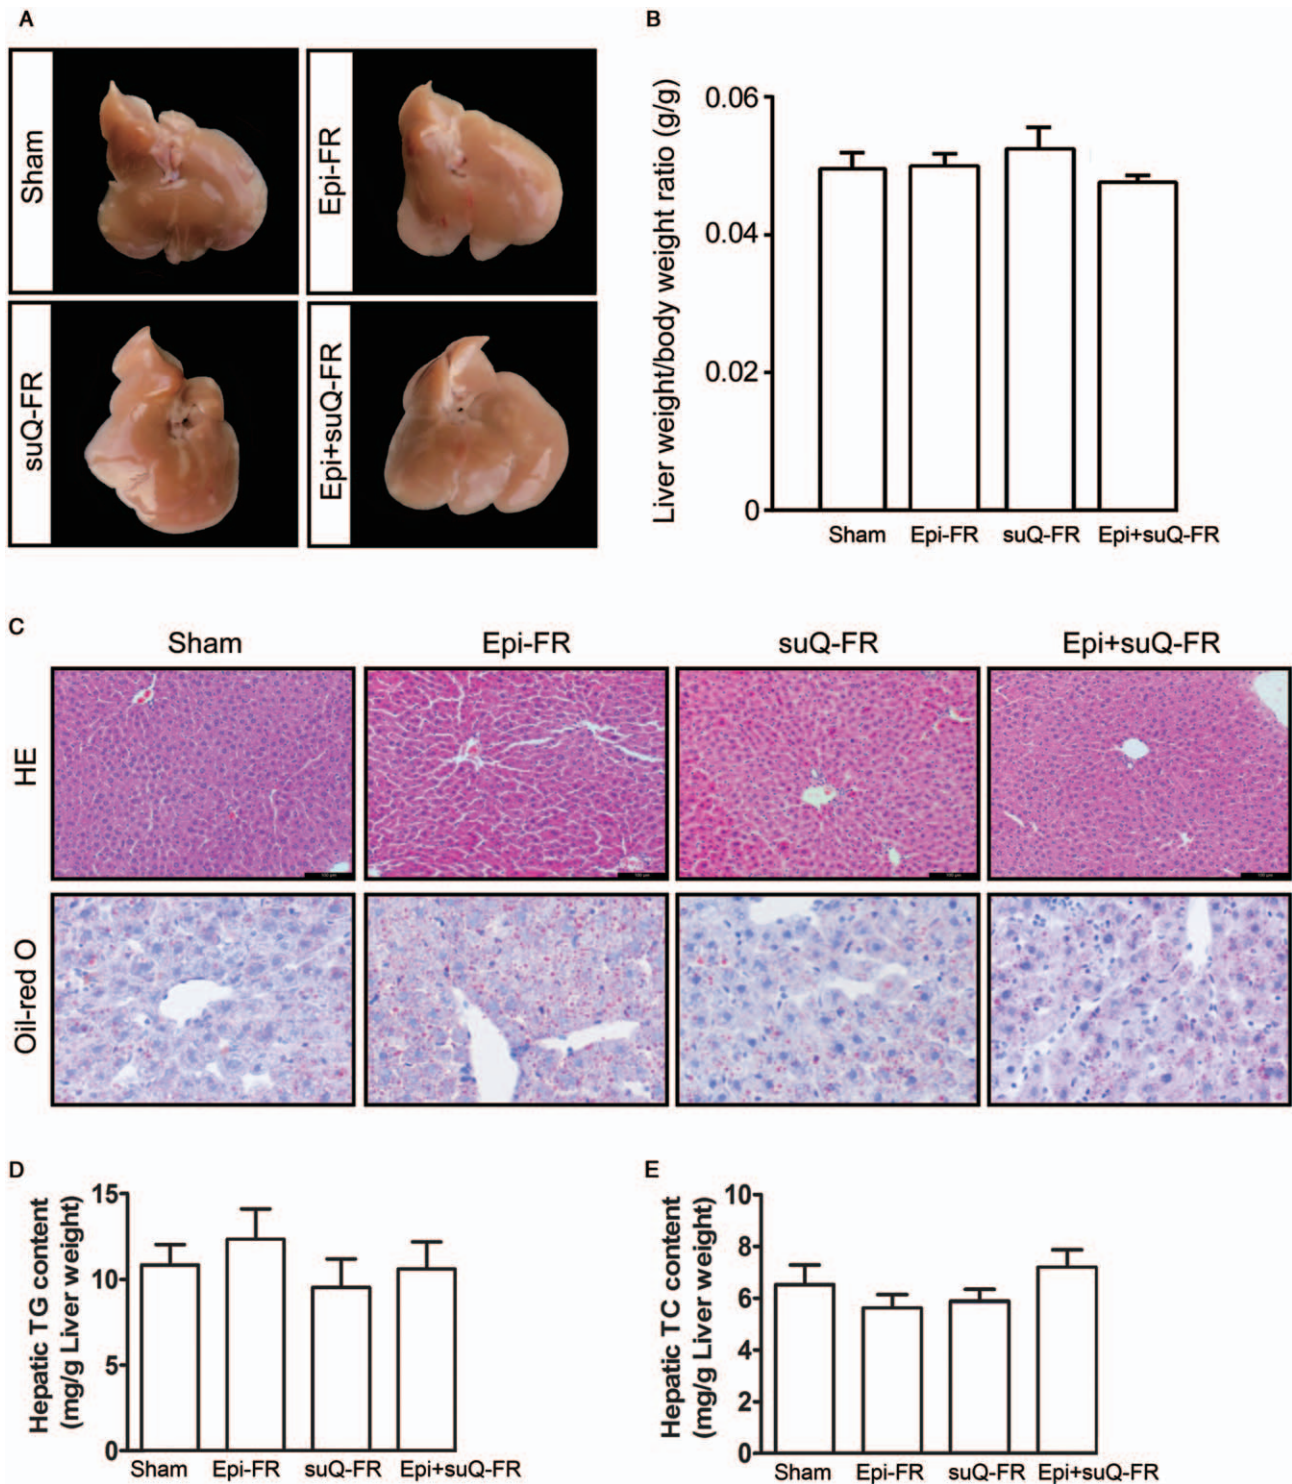 A
Sham
Epi-FR
suQ-FR
Epi+suQ-FR
B
Liver weight/body weight ratio (g/g)
0.06
0.04
0.02
0
Sham
Epi-FR
suQ-FR
Epi+suQ-FR
C
Sham
Epi-FR
suQ-FR
Epi+suQ-FR
HE
Oil-red O
D
Hepatic TG content
(mg/g Liver weight)
15
10
5
0
Sham
Epi-FR
suQ-FR
Epi+suQ-FR
E
Hepatic TC content
(mg/g Liver weight)
10
8
6
4
2
0
Sham
Epi-FR
suQ-FR
Epi+suQ-FR